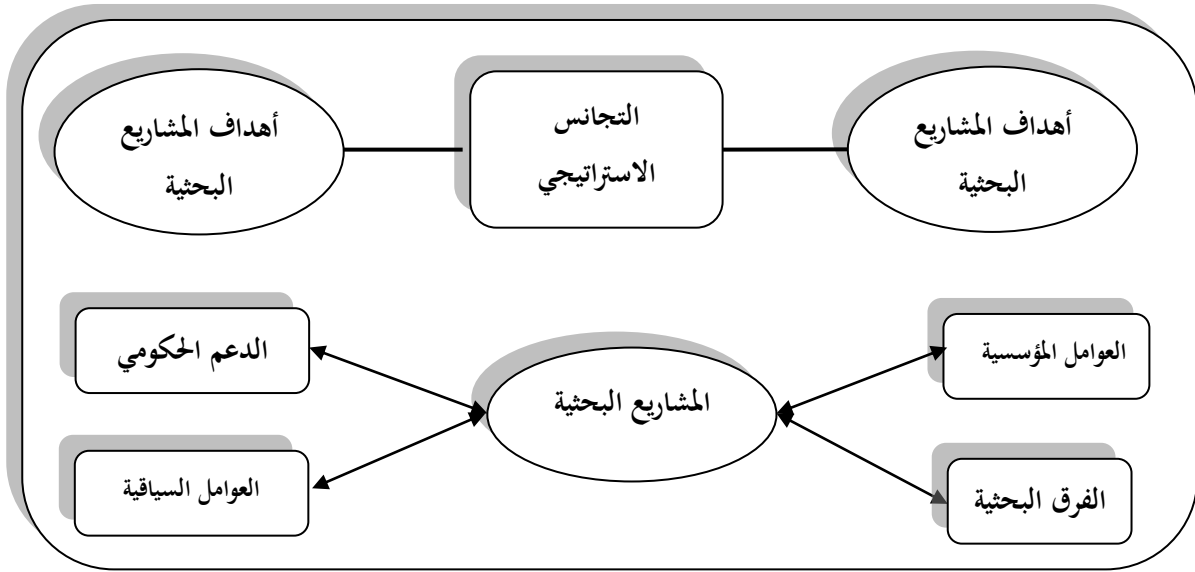 أهداف المشاريع
البحثية
التجانس
الاستراتيجي
أهداف المشاريع
البحثية
العوامل المؤسسية
الدعم الحكومي
المشاريع البحثية
الفرق البحثية
العوامل السياقية